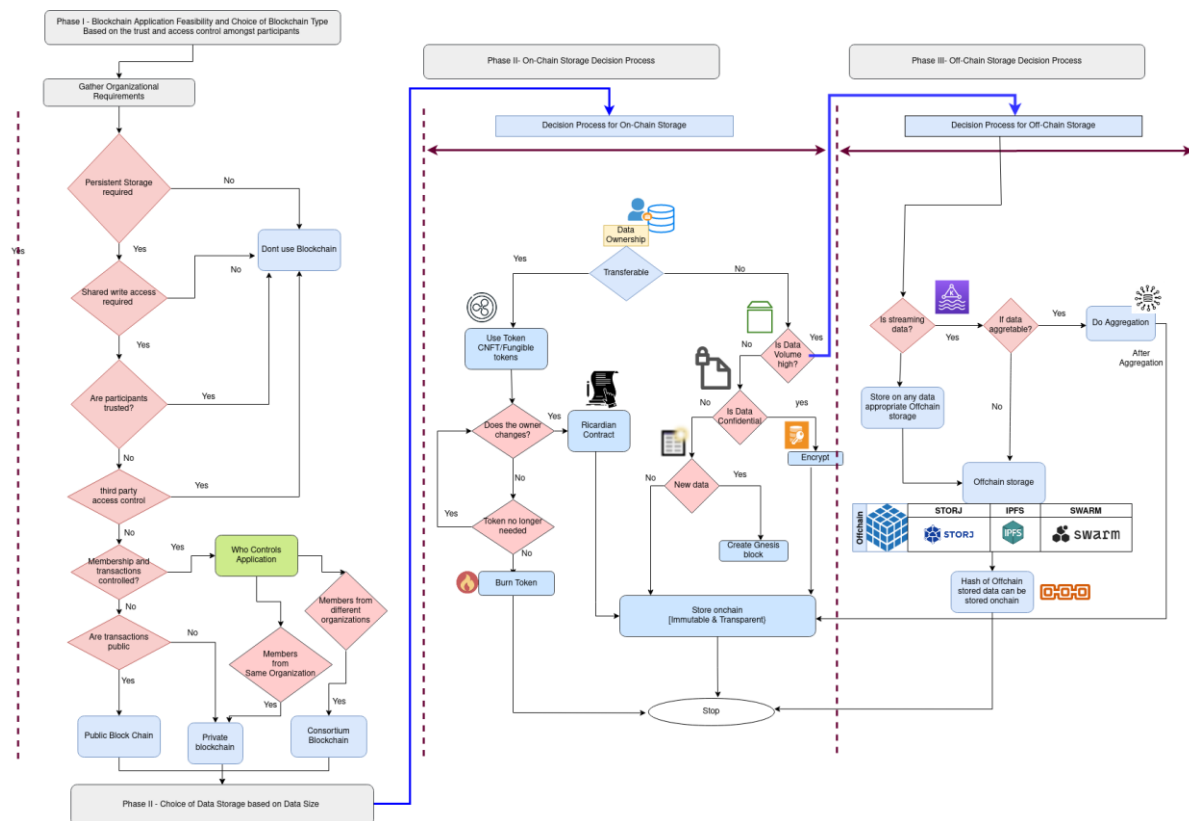 Phase I - Blockchain Application Feasibility and Choice of Blockchain Type
Based on the trust and access control amongst participants
Gather Organizational
Requirements
Persistent Storage
required
No
Yes
Dont use Blockchain
Yes
Shared write access
required
No
Yes
Are participants
trusted?
Yes
No
third party
access control
Yes
No
Membership and
transactions
controlled?
Yes
Who Controls
Application
No
Members from
different
organizations
Are transactions
public
No
Members
from
Same Organization
Yes
Yes
Yes
Public Block Chain
Private
blockchain
Consortium
Blockchain
Phase II - Choice of Data Storage based on Data Size
Phase II- On-Chain Storage Decision Process
Decision Process for On-Chain Storage
Data
Ownership
Yes
Transferable
No
Use Token
CNFT/Fungible
tokens
No
Is Data
Volume
high?
Yes
Does the owner
changes?
Yes
Ricardian
Contract
No
Is Data
Confidential
yes
Encrypt
No
No
New data
Yes
Yes
Token no longer
needed
Create Gnesis
block
No
Burn Token
Store onchain
[Immutable & Transparent)
Stop
Phase III- Off-Chain Storage Decision Process
Decision Process for Off-Chain Storage
Is streaming
data?
Yes
If data
aggretable?
Yes
Do Aggregation
After
Aggregation
Store on any data
appropriate Offchain
storage
No
Offchain storage
Offchain
STORJ
IPFS
SWARM
STORJ
IPFS
swarm
Hash of Offchain
stored data can be
stored onchain